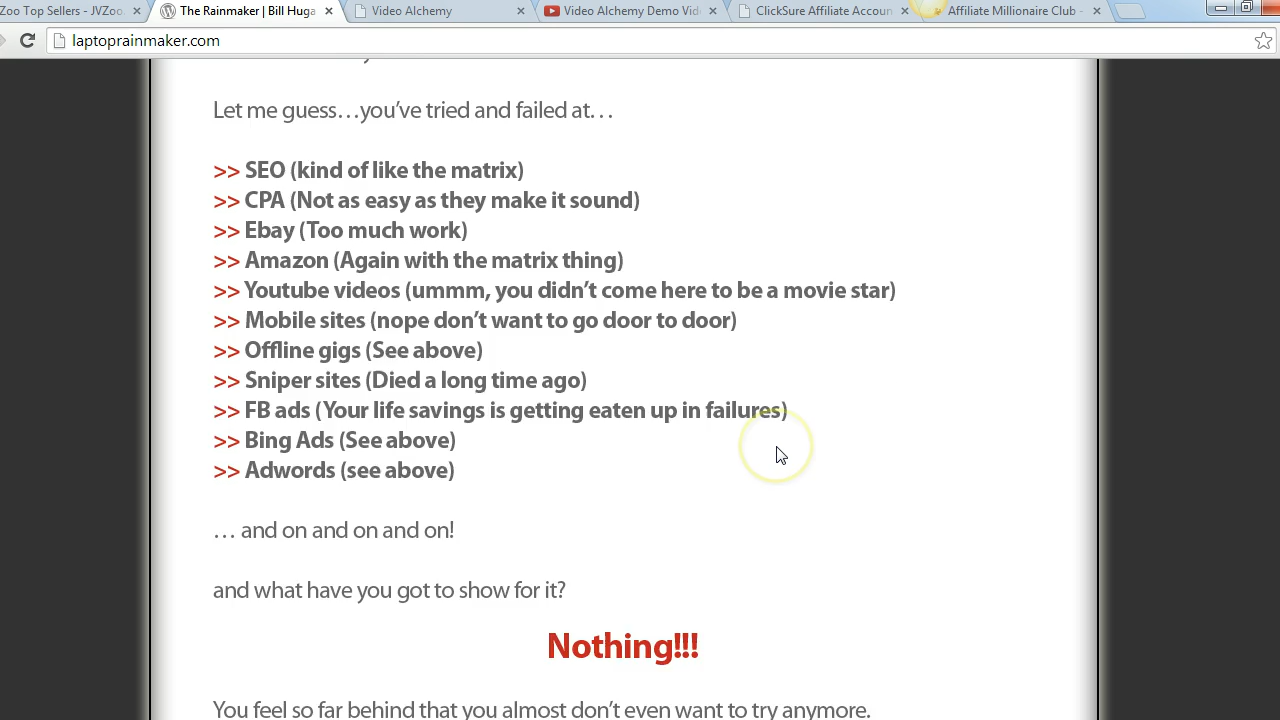 Zoo Top Sellers - JVZoo.
The Rainmaker | Bill Huga
Video Alchemy
Video Alchemy Demo Vid
ClickSure Affiliate Accoun
Affiliate Millionaire Club -
laptoprainmaker.com
Let me guess…you’ve tried and failed at…
>> SEO (kind of like the matrix)
>> CPA (Not as easy as they make it sound)
>> Ebay (Too much work)
>> Amazon (Again with the matrix thing)
>> Youtube videos (ummm, you didn’t come here to be a movie star)
>> Mobile sites (nope don’t want to go door to door)
>> Offline gigs (See above)
>> Sniper sites (Died a long time ago)
>> FB ads (Your life savings is getting eaten up in failures)
>> Bing Ads (See above)
>> Adwords (see above)
… and on and on and on!
and what have you got to show for it?
Nothing!!!
You feel so far behind that you almost don’t even want to try anymore.